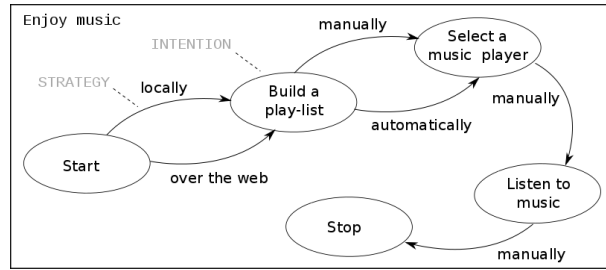 Enjoy music
INTENTION
STRATEGY
manually
Select a
music player
locally
Build a
play-list
manually
automatically
Start
over the web
Listen to
music
Stop
manually